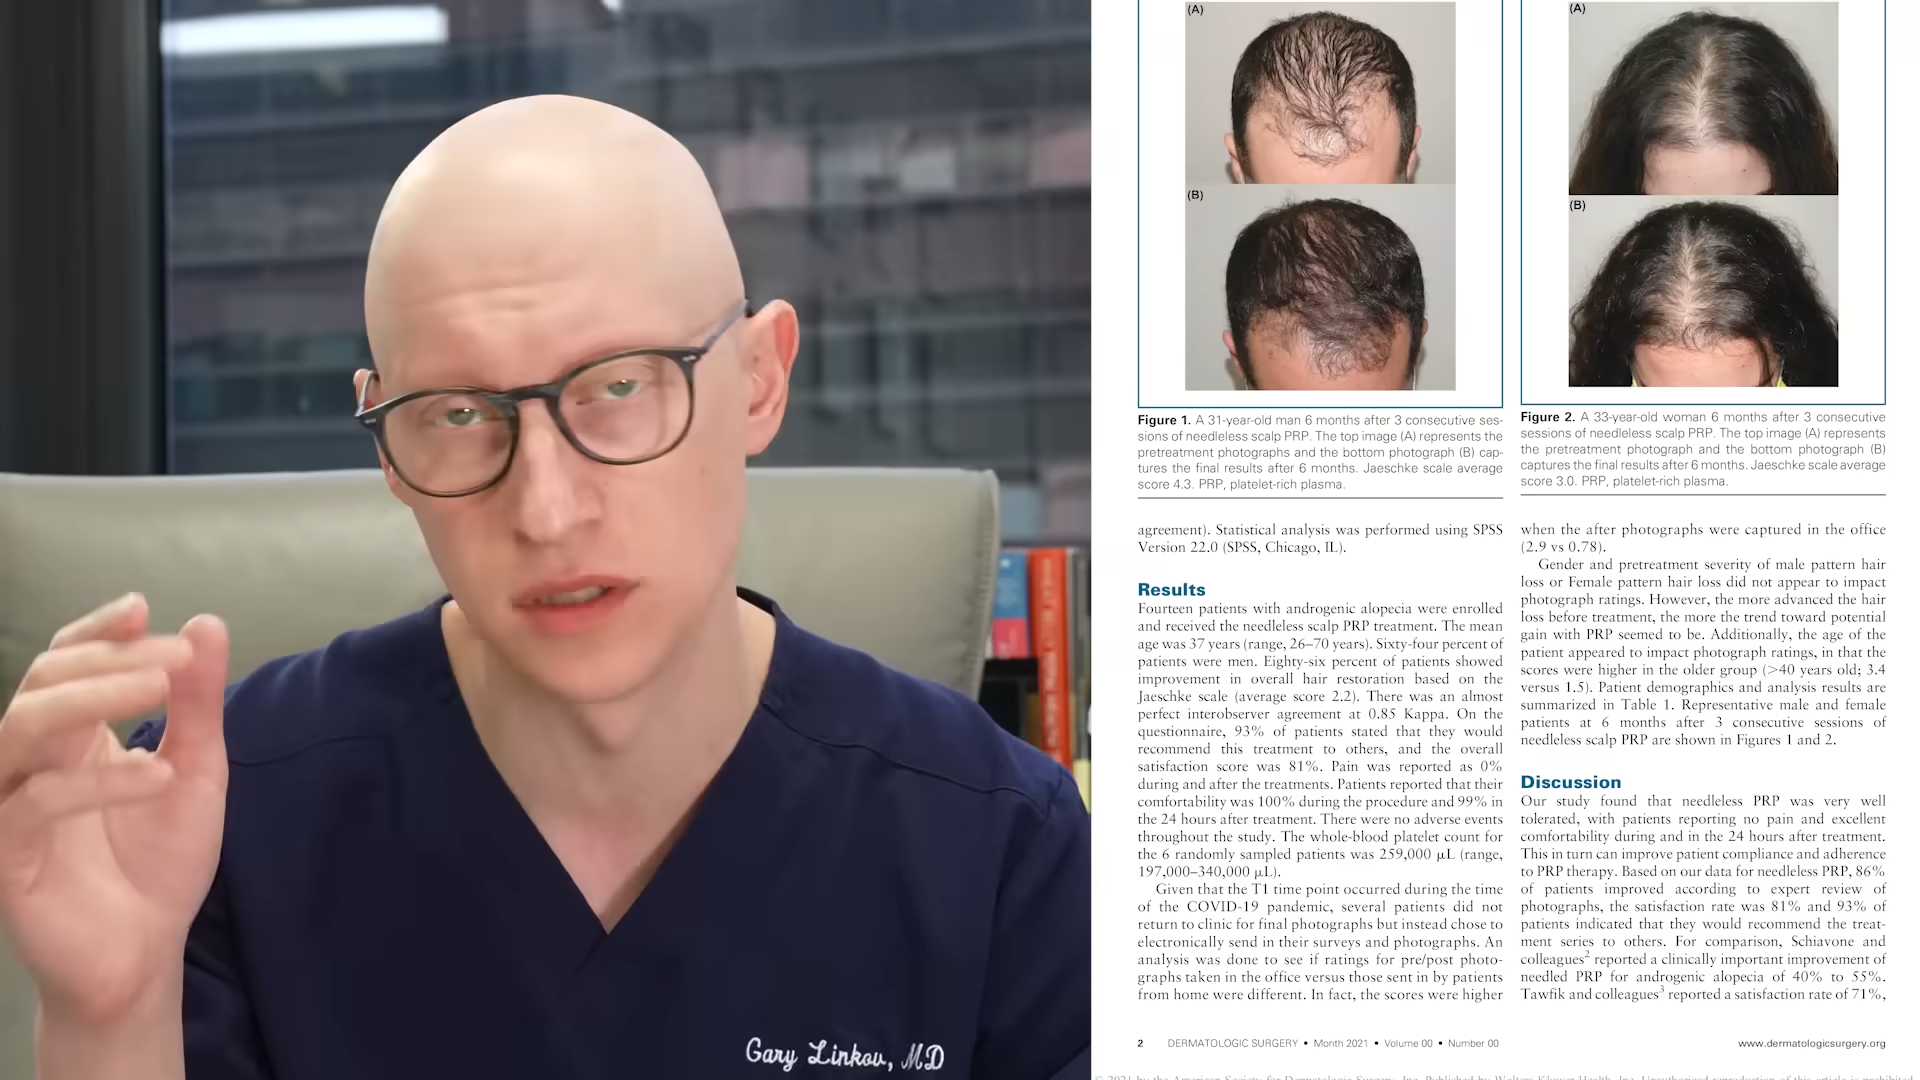 Gary Linkov, MD
(A)
(B)
Figure 1. A 31-year-old man 6 months after 3 consecutive ses-
sions of needleless scalp PRP. The top image (A) represents the
pretreatment photographs and the bottom photograph (B) cap-
tures the final results after 6 months. Jaeschke scale average
score 4.3. PRP, platelet-rich plasma.
agreement). Statistical analysis was performed using SPSS
Version 22.0 (SPSS, Chicago, IL).
Results
Fourteen patients with androgenic alopecia were enrolled
and received the needleless scalp PRP treatment. The mean
age was 37 years (range, 26–70 years). Sixty-four percent of
patients were men. Eighty-six percent of patients showed
improvement in overall hair restoration based on the
Jaeschke scale (average score 2.2). There was an almost
perfect interobserver agreement at 0.85 Kappa. On the
questionnaire, 93% of patients stated that they would
recommend this treatment to others, and the overall
satisfaction score was 81%. Pain was reported as 0%
during and after the treatments. Patients reported that their
comfortability was 100% during the procedure and 99% in
the 24 hours after treatment. There were no adverse events
throughout the study. The whole-blood platelet count for
the 6 randomly sampled patients was 259,000 μL (range,
197,000–340,000 μL).
Given that the T1 time point occurred during the time
of the COVID-19 pandemic, several patients did not
return to clinic for final photographs but instead chose to
electronically send in their surveys and photographs. An
analysis was done to see if ratings for pre/post photo-
graphs taken in the office versus those sent in by patients
from home were different. In fact, the scores were higher
(A)
(B)
Figure 2. A 33-year-old woman 6 months after 3 consecutive
sessions of needleless scalp PRP. The top image (A) represents
the pretreatment photograph and the bottom photograph (B)
captures the final results after 6 months. Jaeschke scale average
score 3.0. PRP, platelet-rich plasma.
when the after photographs were captured in the office
(2.9 vs 0.78).
Gender and pretreatment severity of male pattern hair
loss or Female pattern hair loss did not appear to impact
photograph ratings. However, the more advanced the hair
loss before treatment, the more the trend toward potential
gain with PRP seemed to be. Additionally, the age of the
patient appeared to impact photograph ratings, in that the
scores were higher in the older group (>40 years old; 3.4
versus 1.5). Patient demographics and analysis results are
summarized in Table 1. Representative male and female
patients at 6 months after 3 consecutive sessions of
needleless scalp PRP are shown in Figures 1 and 2.
Discussion
Our study found that needleless PRP was very well
tolerated, with patients reporting no pain and excellent
comfortability during and in the 24 hours after treatment.
This in turn can improve patient compliance and adherence
to PRP therapy. Based on our data for needleless PRP, 86%
of patients improved according to expert review of
photographs, the satisfaction rate was 81% and 93% of
patients indicated that they would recommend the treat-
ment series to others. For comparison, Schiavone and
colleagues2 reported a clinically important improvement of
needled PRP for androgenic alopecia of 40% to 55%.
Tawfik and colleagues3 reported a satisfaction rate of 71%,
2 DERMATOLOGIC SURGERY • Month 2021 • Volume 00 • Number 00
www.dermatologicsurgery.org
© 2021 by the American Society for Dermatologic Surgery, Inc. Published by Wolters Kluwer Health, Inc. Unauthorized reproduction of this article is prohibited